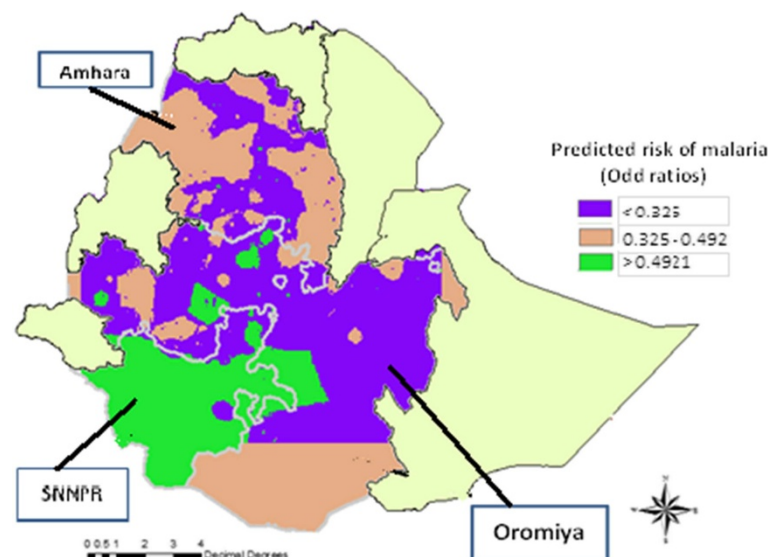 Amhara
Predicted risk of malaria
(Odd ratios)
<0.325
0.325-0.492
>0.4921
SNNPR
Oromiya
N
0 0.5 1 2 3 4
Decimal Degrees